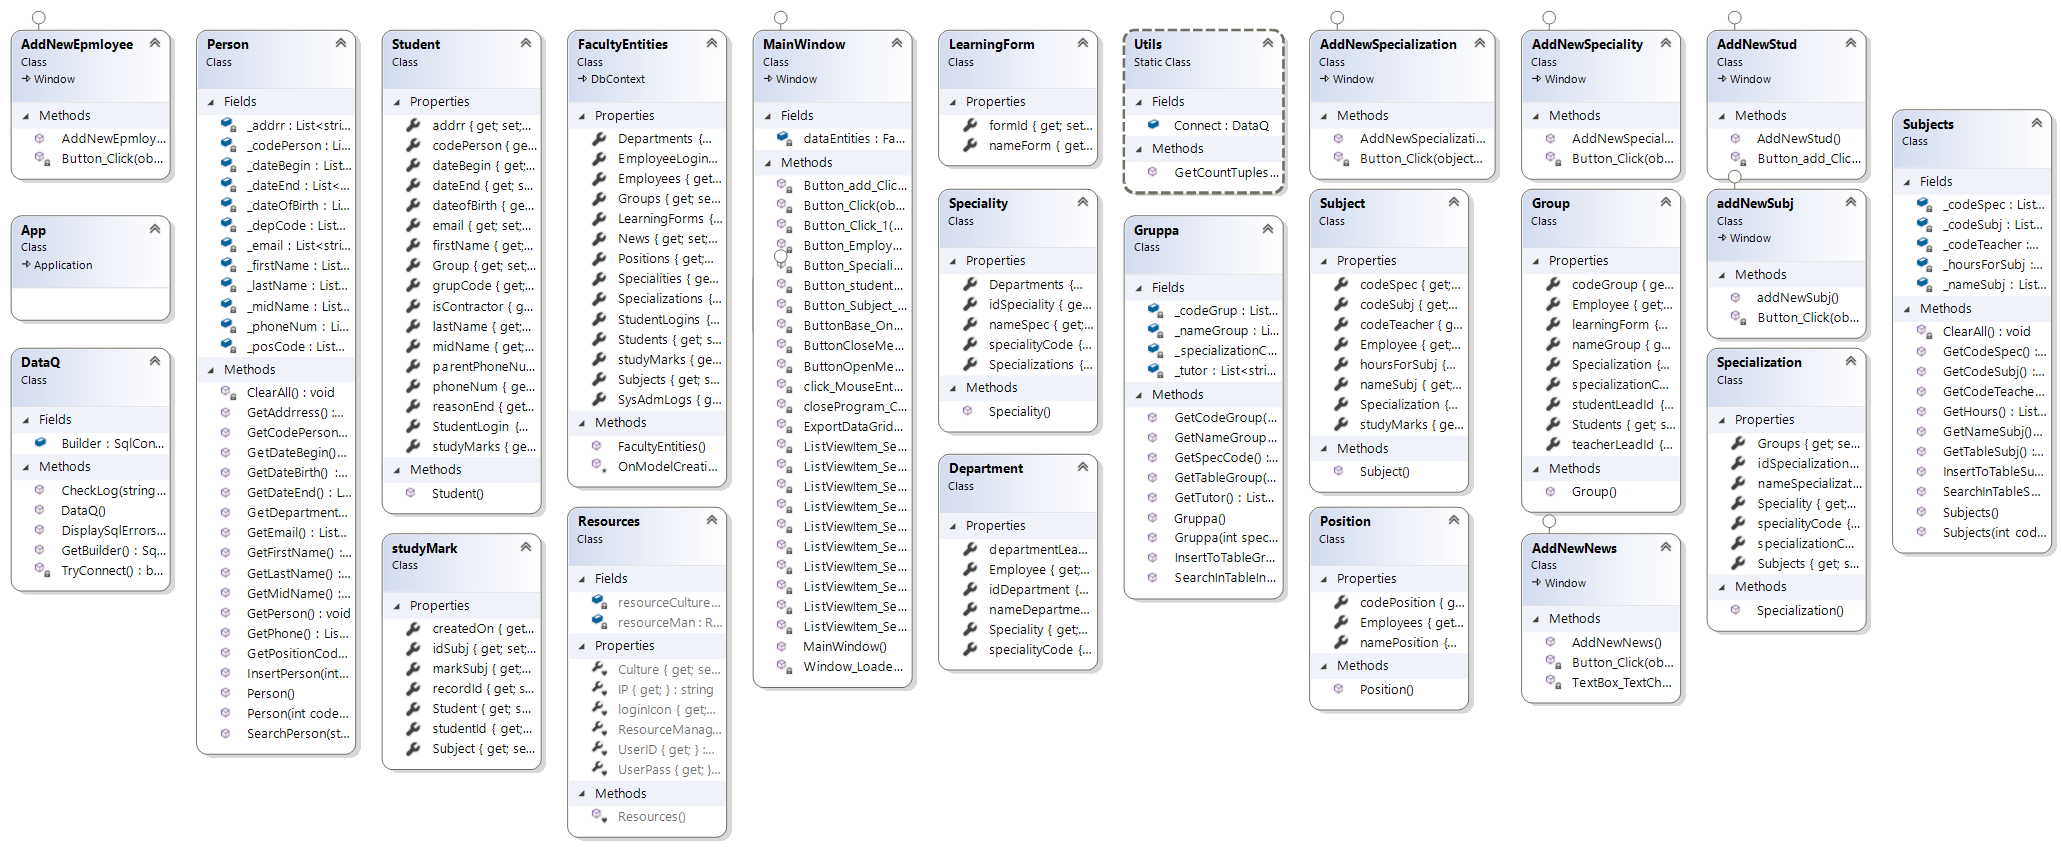 AddNewEpmloyee
Class
Window
Methods
AddNewEpmloy...
Button_Click(ob...
App
Class
Application
DataQ
Class
Fields
Builder : SqlCon...
Methods
CheckLog(string...
DataQ()
DisplaySqlErrors...
GetBuilder() : Sq...
TryConnect() : b...
Person
Class
Fields
_addrr : List<stri...
_codePerson : Li...
_dateBegin : List...
_dateEnd : List<...
_dateOfBirth : Li...
_depCode : List...
_email : List<stri...
_firstName : List...
_lastName : List...
_midName : List...
_phoneNum : Li...
_posCode : List...
Methods
ClearAll() : void
GetAddrress() :...
GetCodePerson...
GetDateBegin()...
GetDateBirth() :...
GetDateEnd() : L...
GetDepartment...
GetEmail() : List...
GetFirstName() :...
GetLastName() :...
GetMidName() :...
GetPerson() : void
GetPhone() : Lis...
GetPositionCod...
InsertPerson(int...
Person()
Person(int code...
SearchPerson(st...
Student
Class
Properties
addrr { get; set;...
codePerson { get...
dateBegin { get;...
dateEnd { get; s...
dateofBirth { ge...
email { get; set;...
firstName { get;...
Group { get; set;...
grupCode { get;...
isContractor { g...
lastName { get;...
midName { get;...
parentPhoneNu...
phoneNum { ge...
reasonEnd { get...
StudentLogin {...
studyMarks { ge...
Methods
Student()
studyMark
Class
Properties
createdOn { get...
idSubj { get; set;...
markSubj { get;...
recordId { get; s...
Student { get; s...
studentId { get;...
Subject { get; se...
FacultyEntities
Class
DbContext
Properties
Departments {...
EmployeeLogin...
Employees { get...
Groups { get; se...
LearningForms {...
News { get; set;...
Positions { get;...
Specialities { ge...
Specializations {...
StudentLogins {...
Students { get; s...
studyMarks { ge...
Subjects { get; s...
SysAdmLogs { g...
Methods
FacultyEntities()
OnModelCreati...
Resources
Class
Fields
resourceCulture...
resourceMan : R...
Properties
Culture { get; se...
IP { get; } : string
loginIcon { get;...
ResourceManag...
UserID { get; } :...
UserPass { get; }...
Methods
Resources()
MainWindow
Class
Window
Fields
dataEntities : Fa...
Methods
Button_add_Clic...
Button_Click(ob...
Button_Click_1(...
Button_Employ...
Button_Speciali...
Button_student...
Button_Subject_...
ButtonBase_On...
ButtonCloseMe...
ButtonOpenMe...
click_MouseEnt...
closeProgram_C...
ExportDataGrid...
ListViewItem_Se...
ListViewItem_Se...
ListViewItem_Se...
ListViewItem_Se...
ListViewItem_Se...
ListViewItem_Se...
ListViewItem_Se...
ListViewItem_Se...
ListViewItem_Se...
ListViewItem_Se...
MainWindow()
Window_Loade...
LearningForm
Class
Properties
formId { get; set...
nameForm { get...
Speciality
Class
Properties
Departments {...
idSpeciality { ge...
nameSpec { get;...
specialityCode {...
Specializations {...
Methods
Speciality()
Department
Class
Properties
departmentLea...
Employee { get;...
idDepartment {...
nameDepartme...
Speciality { get;...
specialityCode {...
Utils
Static Class
Fields
Connect : DataQ
Methods
GetCountTuples...
Gruppa
Class
Fields
_codeGrup : List...
_nameGroup : Li...
_specializationC...
_tutor : List<stri...
Methods
GetCodeGroup(...
GetNameGroup...
GetSpecCode() :...
GetTableGroup(...
GetTutor() : List...
Gruppa()
Gruppa(int spec...
InsertToTableGr...
SearchInTableIn...
AddNewSpecialization
Class
Window
Methods
AddNewSpecializati...
Button_Click(object...
Subject
Class
Properties
codeSpec { get;...
codeSubj { get;...
codeTeacher { g...
Employee { get;...
hoursForSubj {...
nameSubj { get;...
Specialization {...
studyMarks { ge...
Methods
Subject()
Position
Class
Properties
codePosition { g...
Employees { get;...
namePosition {...
Methods
Position()
AddNewSpeciality
Class
Window
Methods
AddNewSpecial...
Button_Click(ob...
Group
Class
Properties
codeGroup { ge...
Employee { get;...
learningForm {...
nameGroup { g...
Specialization {...
specializationC...
studentLeadId {...
Students { get; s...
teacherLeadId {...
Methods
Group()
AddNewNews
Class
Window
Methods
AddNewNews()
Button_Click(ob...
TextBox_TextCh...
AddNewStud
Class
Window
Methods
AddNewStud()
Button_add_Clic...
addNewSubj
Class
Window
Methods
addNewSubj()
Button_Click(ob...
Specialization
Class
Properties
Groups { get; se...
idSpecialization...
nameSpecializat...
Speciality { get;...
specialityCode {...
specializationC...
Subjects { get; s...
Methods
Specialization()
Subjects
Class
Fields
_codeSpec : List...
_codeSubj : List...
_codeTeacher :...
_hoursForSubj :...
_nameSubj : List...
Methods
ClearAll() : void
GetCodeSpec() :...
GetCodeSubj() :...
GetCodeTeache...
GetHours() : List...
GetNameSubj()...
GetTableSubj() :...
InsertToTableSu...
SearchInTableS...
Subjects()
Subjects(int cod...